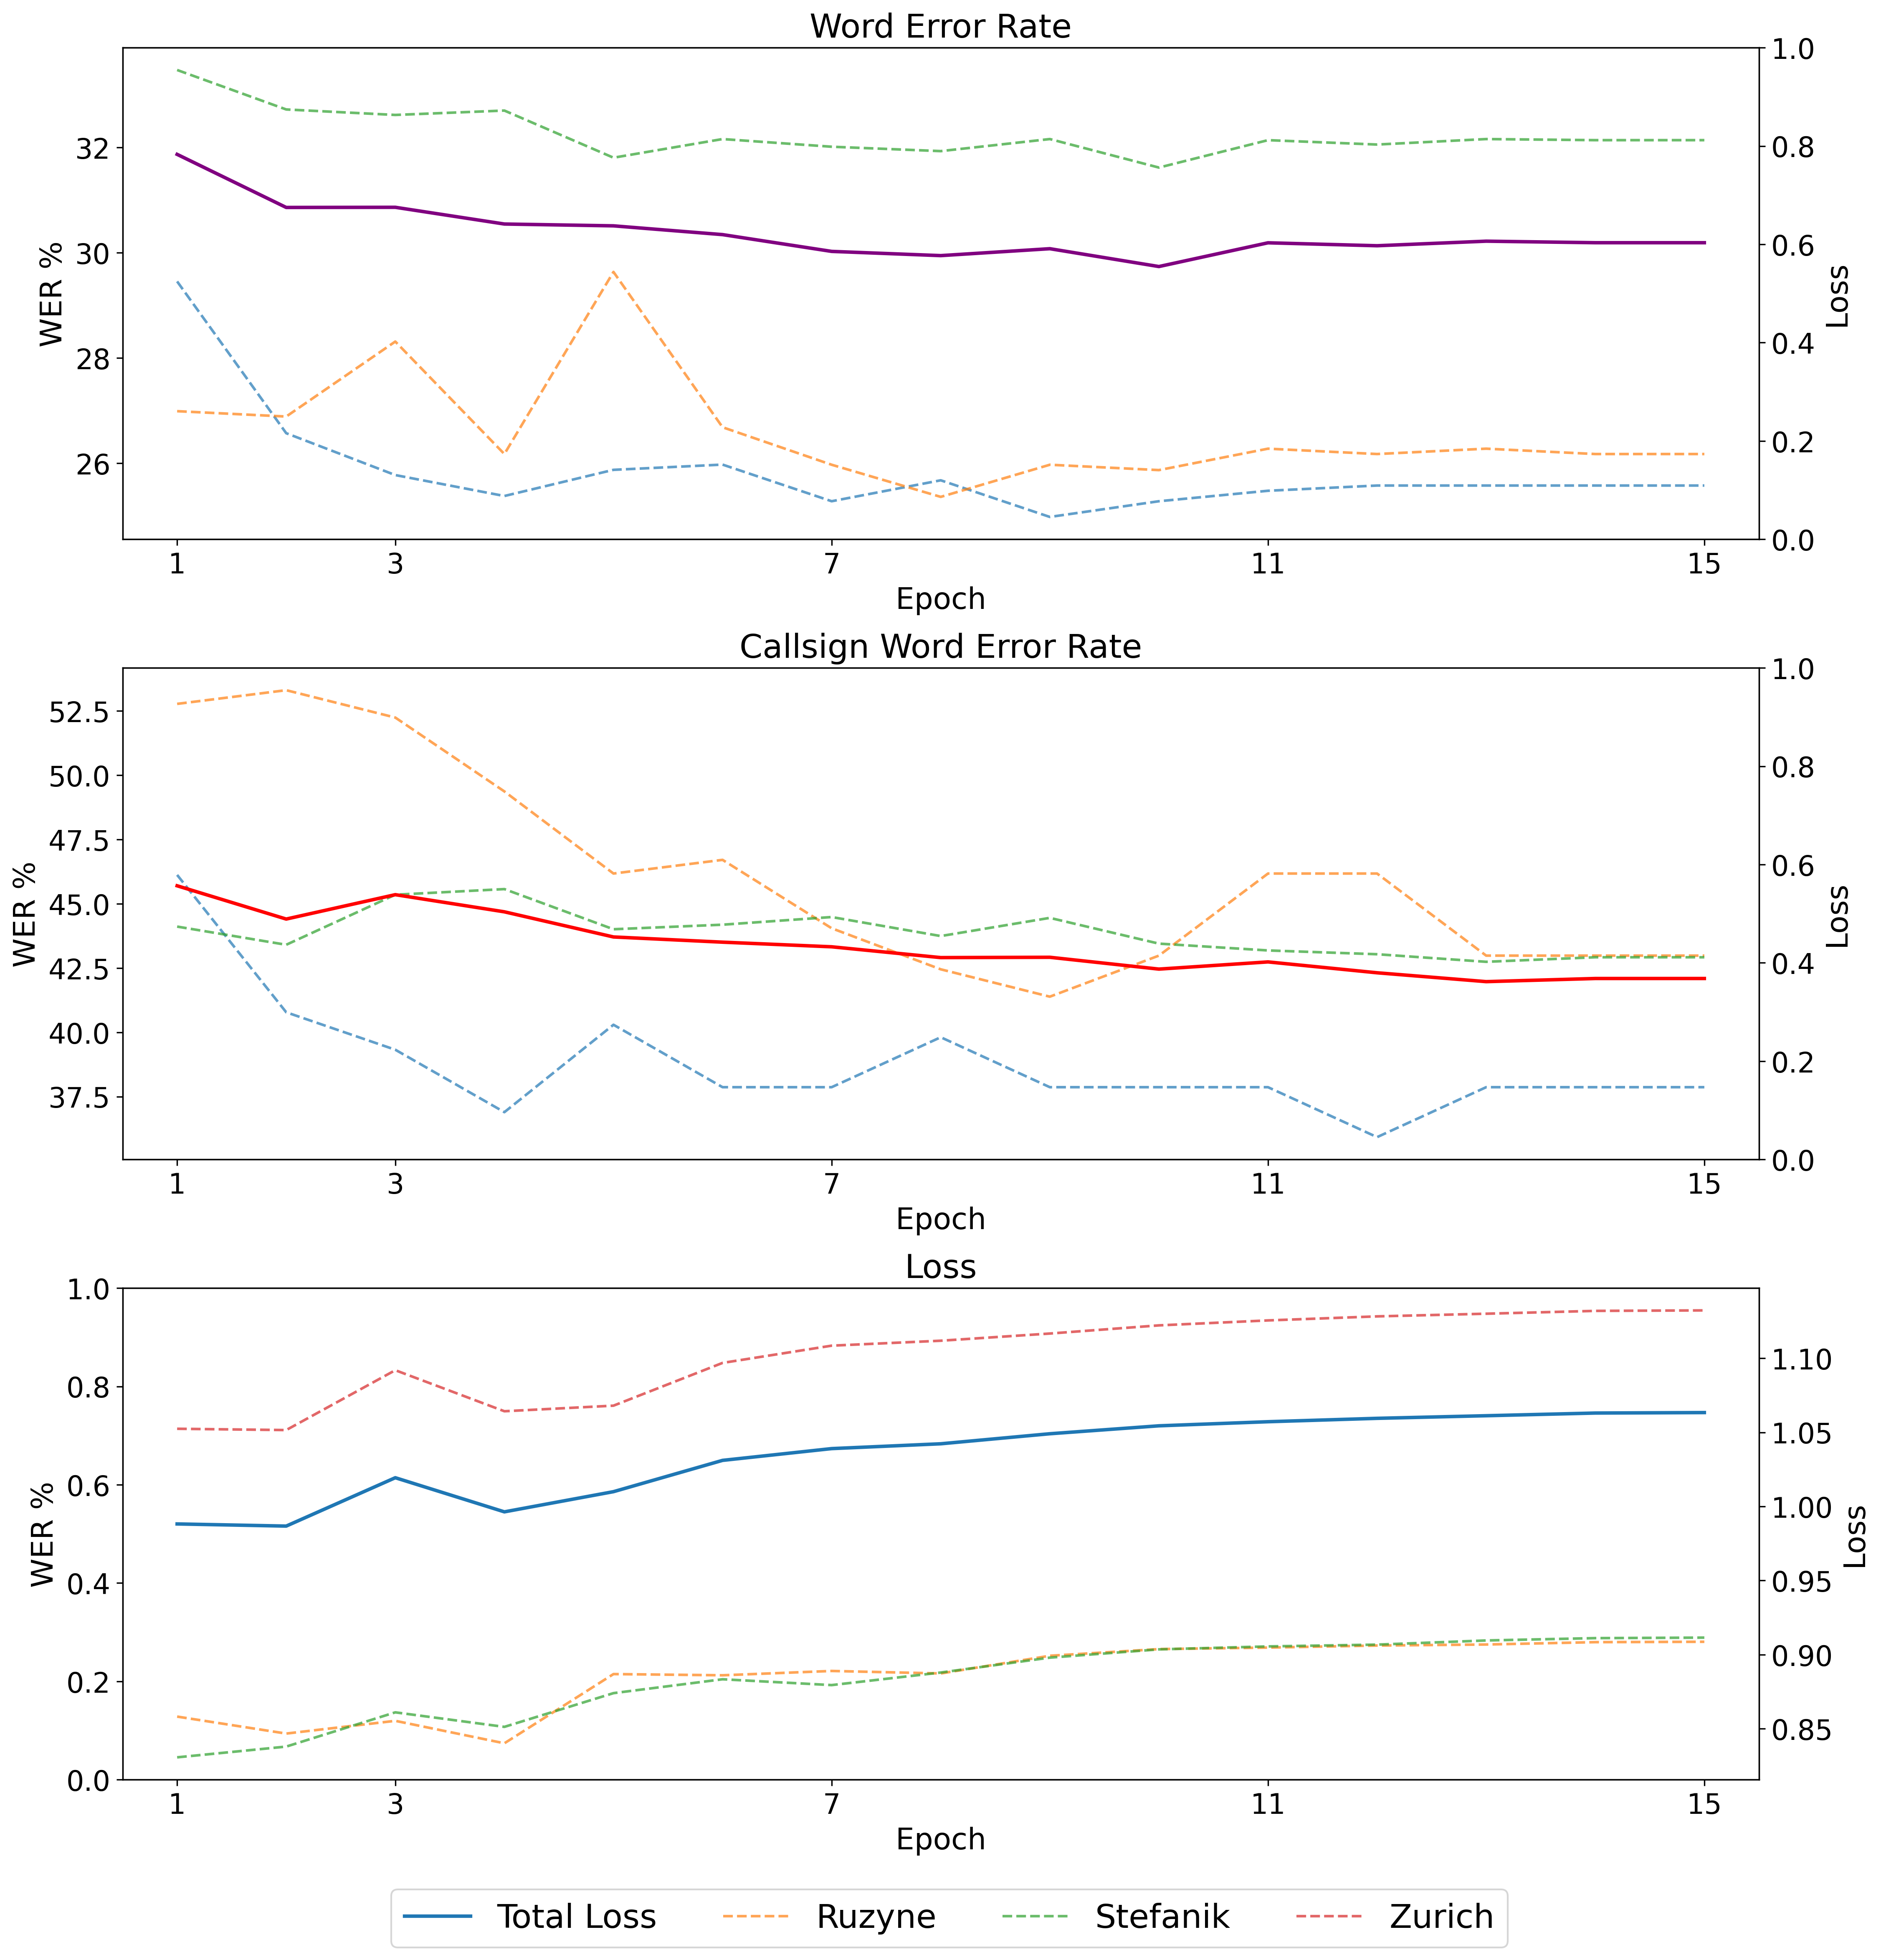 Word Error Rate
WER %
32
30
28
26
1.0
0.8
0.6
0.4
0.2
0.0
Loss
1 3 7 11 15
Epoch
Callsign Word Error Rate
WER %
52.5
50.0
47.5
45.0
42.5
40.0
37.5
1.0
0.8
0.6
0.4
0.2
0.0
Loss
1 3 7 11 15
Epoch
Loss
WER %
1.0
0.8
0.6
0.4
0.2
0.0
1.10
1.05
1.00
0.95
0.90
0.85
Loss
1 3 7 11 15
Epoch
Total Loss Ruzyne Stefanik Zurich